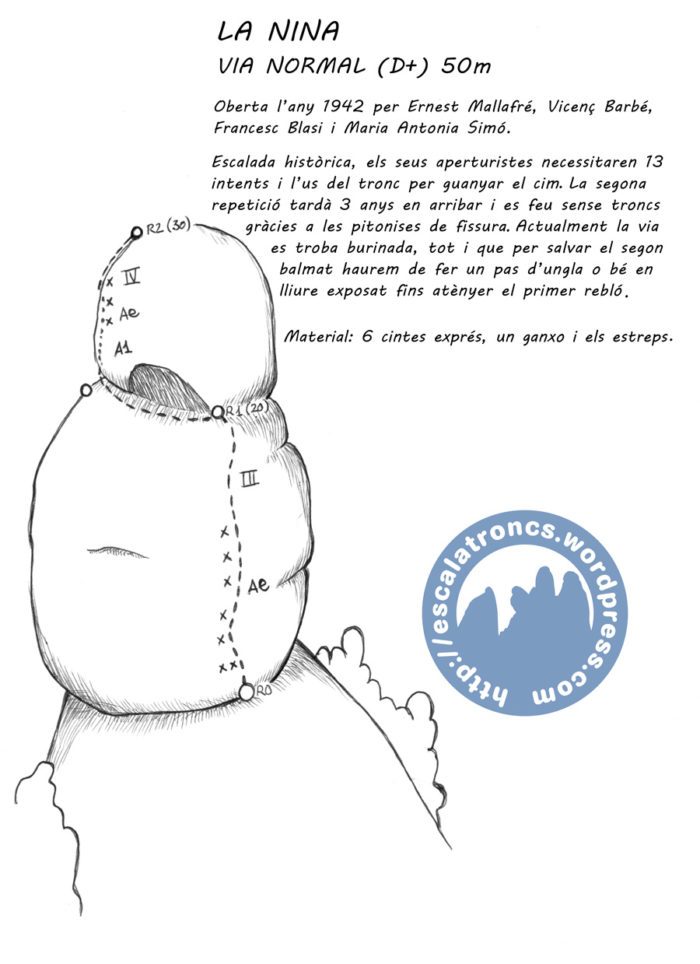 LA NINA
VIA NORMAL (D+) 50m
Oberta l'any 1942 per Ernest Mallafré, Vicenç Barbé,
Francesc Blasi i Maria Antonia Simó.
Escalada històrica, els seus aperturistes necessitaren 13
intents i l'us del tronc per guanyar el cim. La segona
repetició tardà 3 anys en arribar i es feu sense troncs
gràcies a les pitonises de fissura. Actualment la via
es troba burinada, tot i que per salvar el segon
balmat haurem de fer un pas d'ungla o bé en
lliure exposat fins atènyer el primer rebló.
Material: 6 cintes exprés, un ganxo i els estreps.
R2 (30)
IV
Ae
A1
R1 (20)
III
Ae
R0
http://escalatroncs.wordpress.com